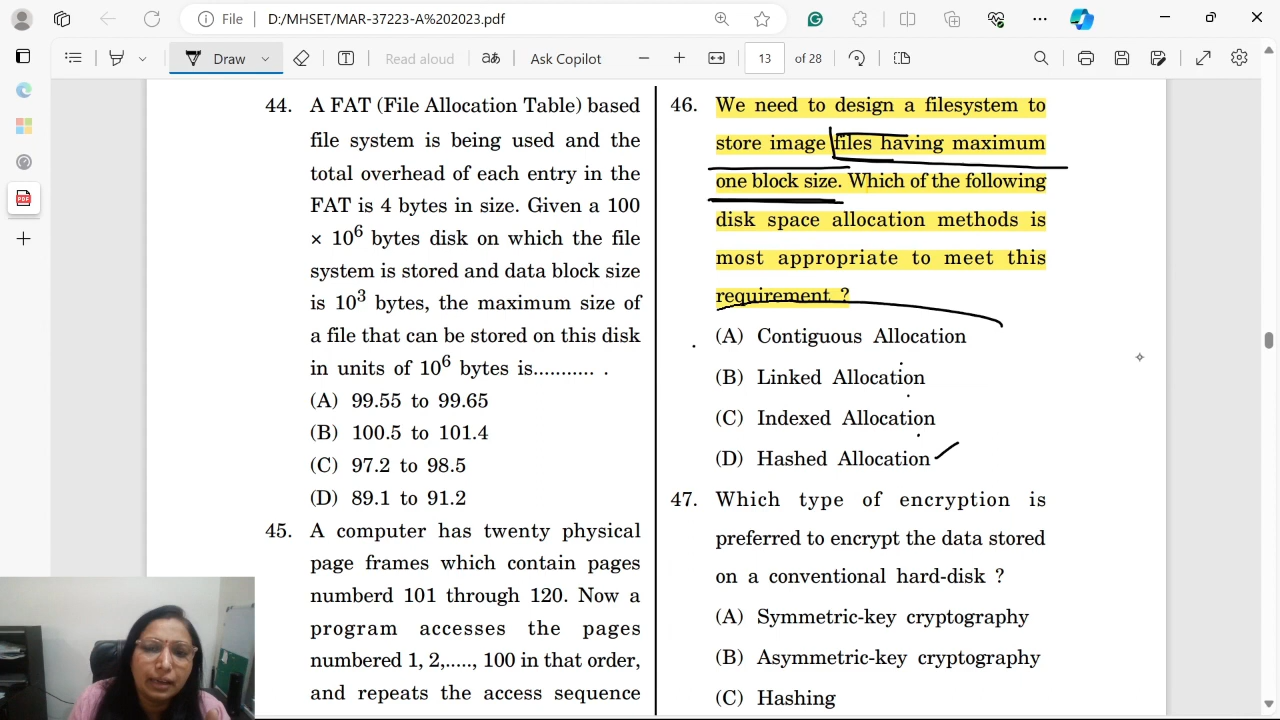 File
D:/MHSET/MAR-37223-A%202023.pdf
Draw
Read aloud
aあ
Ask Copilot
13
of 28
44. A FAT (File Allocation Table) based
file system is being used and the
total overhead of each entry in the
FAT is 4 bytes in size. Given a 100
× 10⁶ bytes disk on which the file
system is stored and data block size
is 10³ bytes, the maximum size of
a file that can be stored on this disk
in units of 10⁶ bytes is........... .
(A) 99.55 to 99.65
(B) 100.5 to 101.4
(C) 97.2 to 98.5
(D) 89.1 to 91.2
45. A computer has twenty physical
page frames which contain pages
numberd 101 through 120. Now a
program accesses the pages
numbered 1, 2,....., 100 in that order,
and repeats the access sequence
46. We need to design a filesystem to
store image files having maximum
one block size. Which of the following
disk space allocation methods is
most appropriate to meet this
requirement ?
(A) Contiguous Allocation
(B) Linked Allocation
(C) Indexed Allocation
(D) Hashed Allocation
47. Which type of encryption is
preferred to encrypt the data stored
on a conventional hard-disk ?
(A) Symmetric-key cryptography
(B) Asymmetric-key cryptography
(C) Hashing